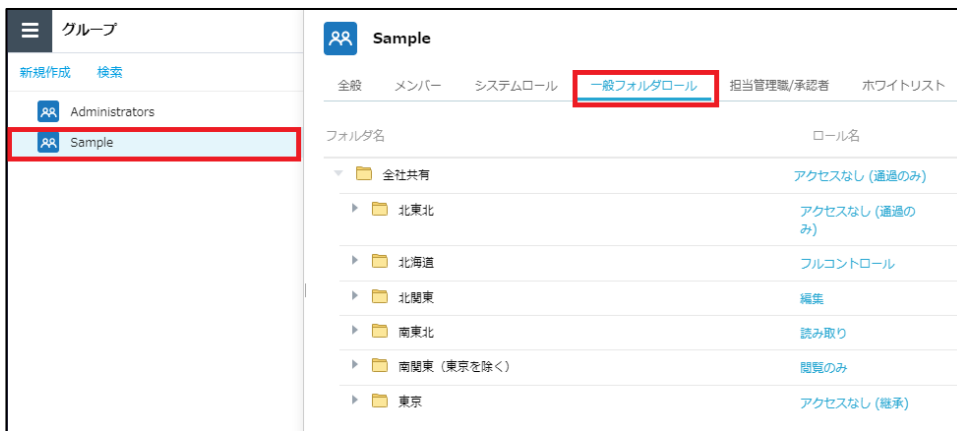 グループ
新規作成 検索
Administrators
Sample
Sample
全般 メンバー システムロール 一般フォルダロール 担当管理職/承認者 ホワイトリスト
フォルダ名 ロール名
全社共有 アクセスなし (通過のみ)
北東北 アクセスなし (通過の
み)
北海道 フルコントロール
北関東 編集
南東北 読み取り
南関東（東京を除く） 閲覧のみ
東京 アクセスなし (継承)